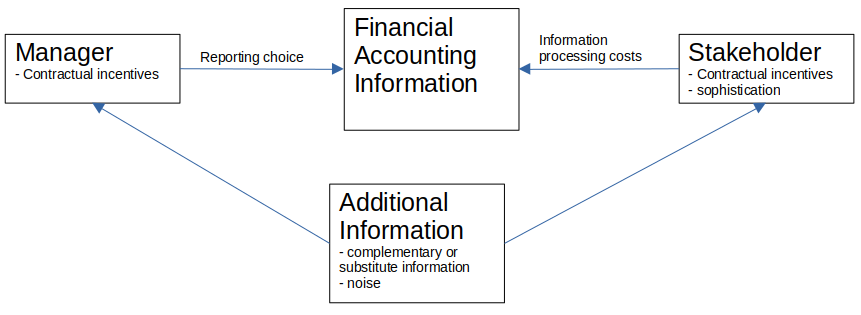 Manager
- Contractual incentives
Reporting choice
Financial
Accounting
Information
Information
processing costs
Stakeholder
- Contractual incentives
- sophistication
Additional
Information
- complementary or
substitute information
- noise